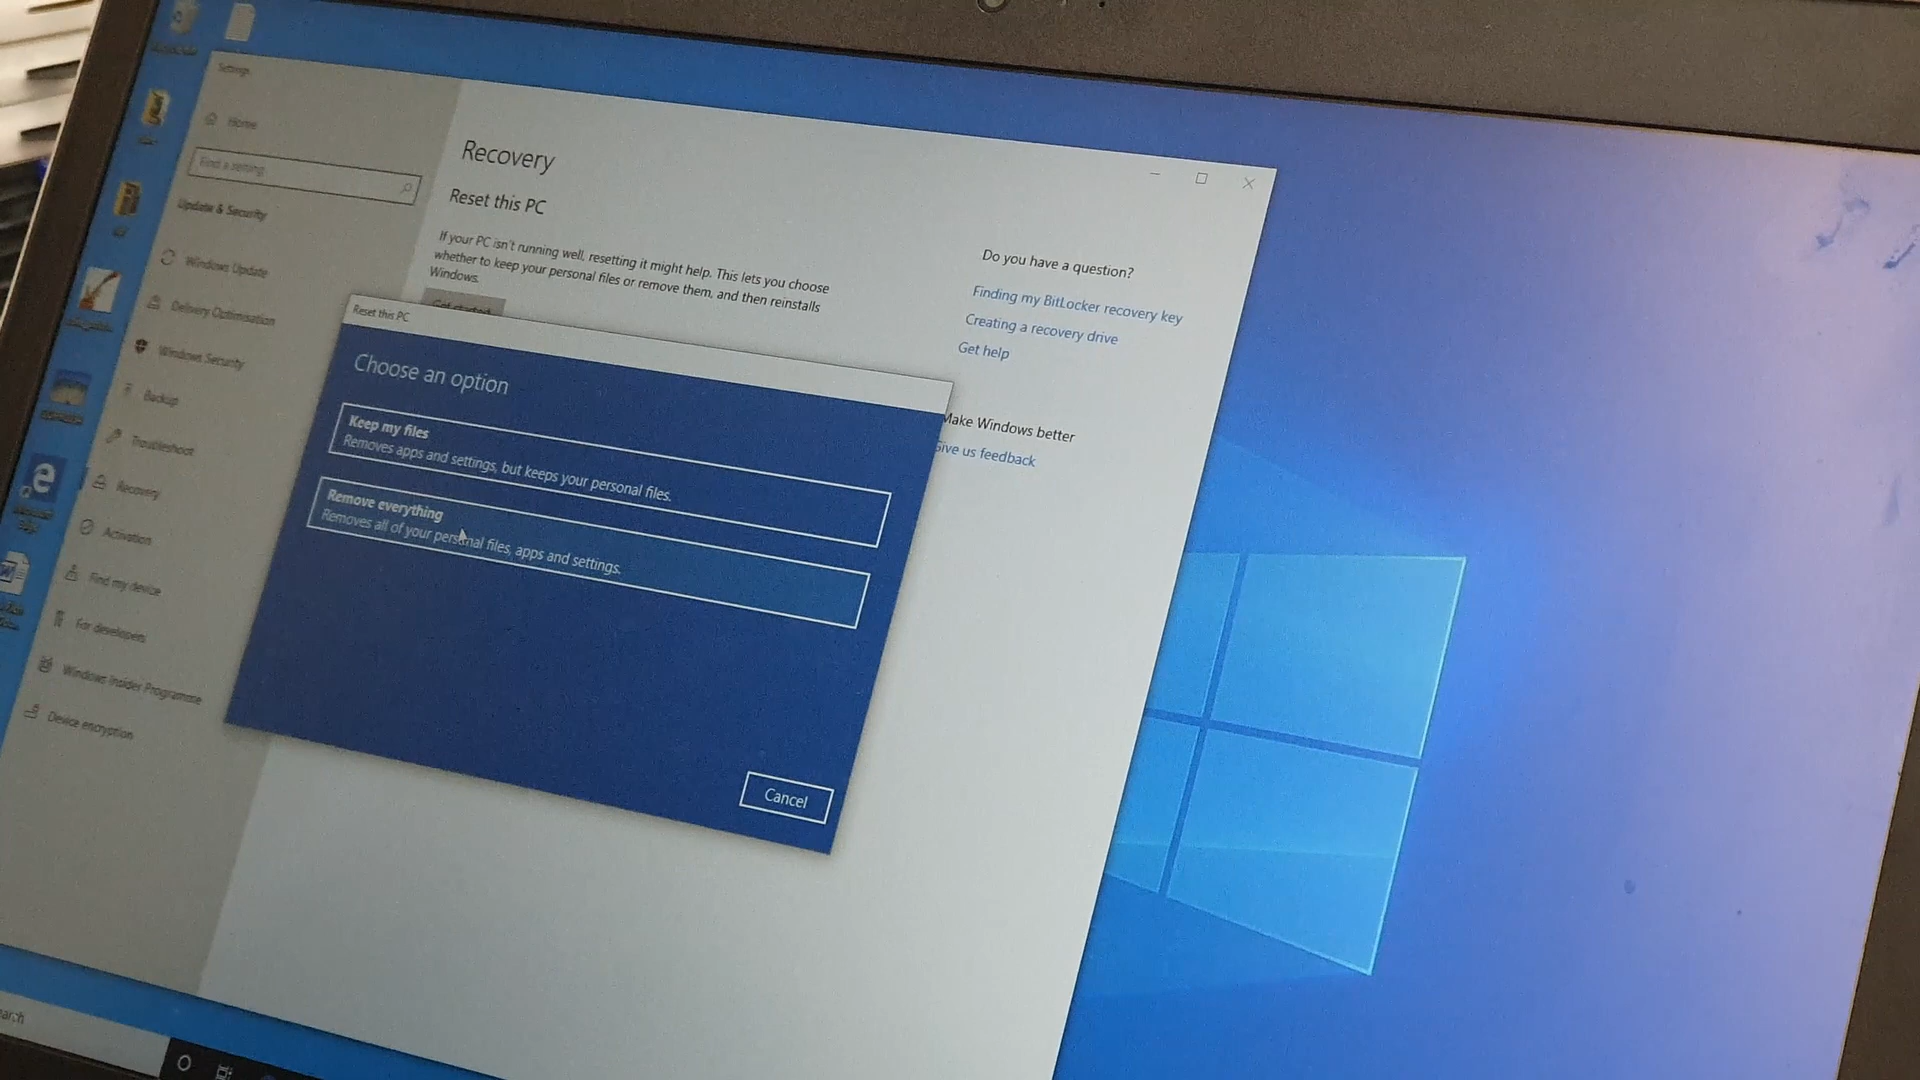 Settings
Home
Find a setting
Update & Security
Windows Update
Delivery Optimisation
Windows Security
Backup
Troubleshoot
Recovery
Activation
Find my device
For developers
Windows Insider Programme
Device encryption
Recovery
Reset this PC
If your PC isn't running well, resetting it might help. This lets you choose
whether to keep your personal files or remove them, and then reinstalls
Windows.
Get started
Do you have a question?
Finding my BitLocker recovery key
Creating a recovery drive
Get help
Make Windows better
Give us feedback
Reset this PC
Choose an option
Keep my files
Removes apps and settings, but keeps your personal files.
Remove everything
Removes all of your personal files, apps and settings.
Cancel